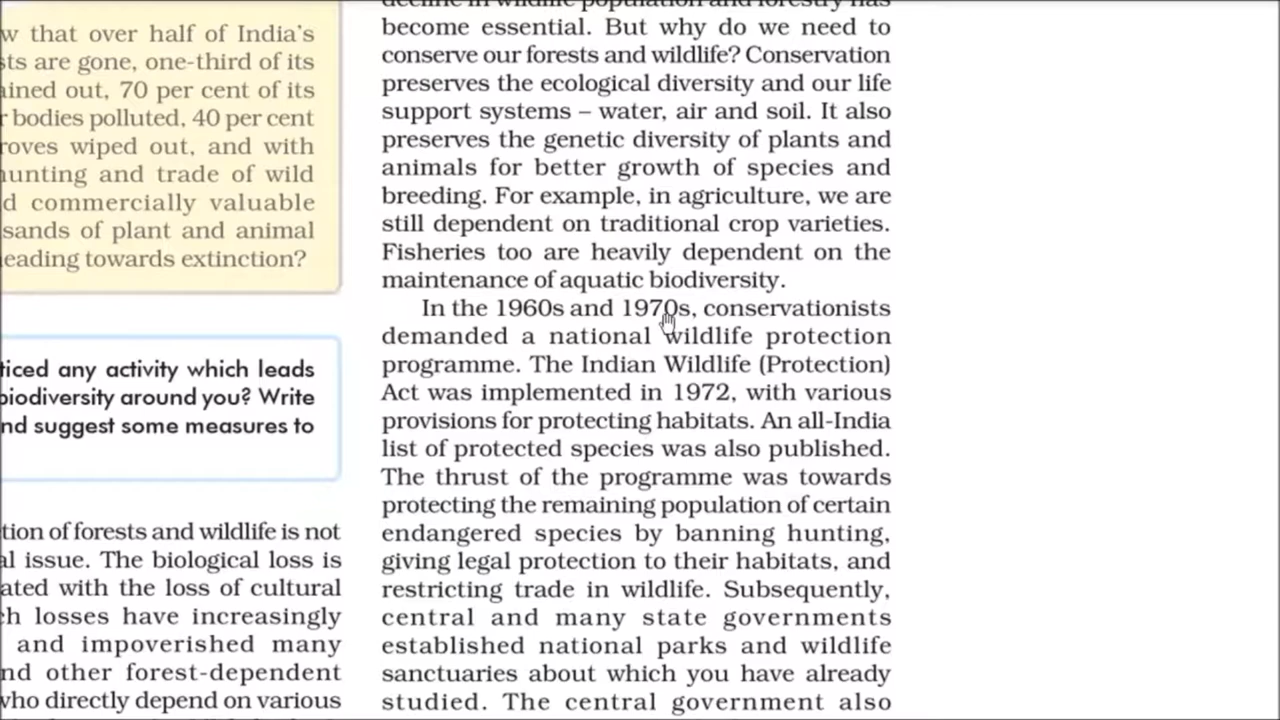 w that over half of India's
sts are gone, one-third of its
ained out, 70 per cent of its
r bodies polluted, 40 per cent
roves wiped out, and with
hunting and trade of wild
d commercially valuable
sands of plant and animal
leading towards extinction?
ticed any activity which leads
biodiversity around you? Write
nd suggest some measures to
tion of forests and wildlife is not
al issue. The biological loss is
ated with the loss of cultural
ch losses have increasingly
and impoverished many
nd other forest-dependent
who directly depend on various
decline in wildlife population and forestry has
become essential. But why do we need to
conserve our forests and wildlife? Conservation
preserves the ecological diversity and our life
support systems – water, air and soil. It also
preserves the genetic diversity of plants and
animals for better growth of species and
breeding. For example, in agriculture, we are
still dependent on traditional crop varieties.
Fisheries too are heavily dependent on the
maintenance of aquatic biodiversity.
In the 1960s and 1970s, conservationists
demanded a national wildlife protection
programme. The Indian Wildlife (Protection)
Act was implemented in 1972, with various
provisions for protecting habitats. An all-India
list of protected species was also published.
The thrust of the programme was towards
protecting the remaining population of certain
endangered species by banning hunting,
giving legal protection to their habitats, and
restricting trade in wildlife. Subsequently,
central and many state governments
established national parks and wildlife
sanctuaries about which you have already
studied. The central government also